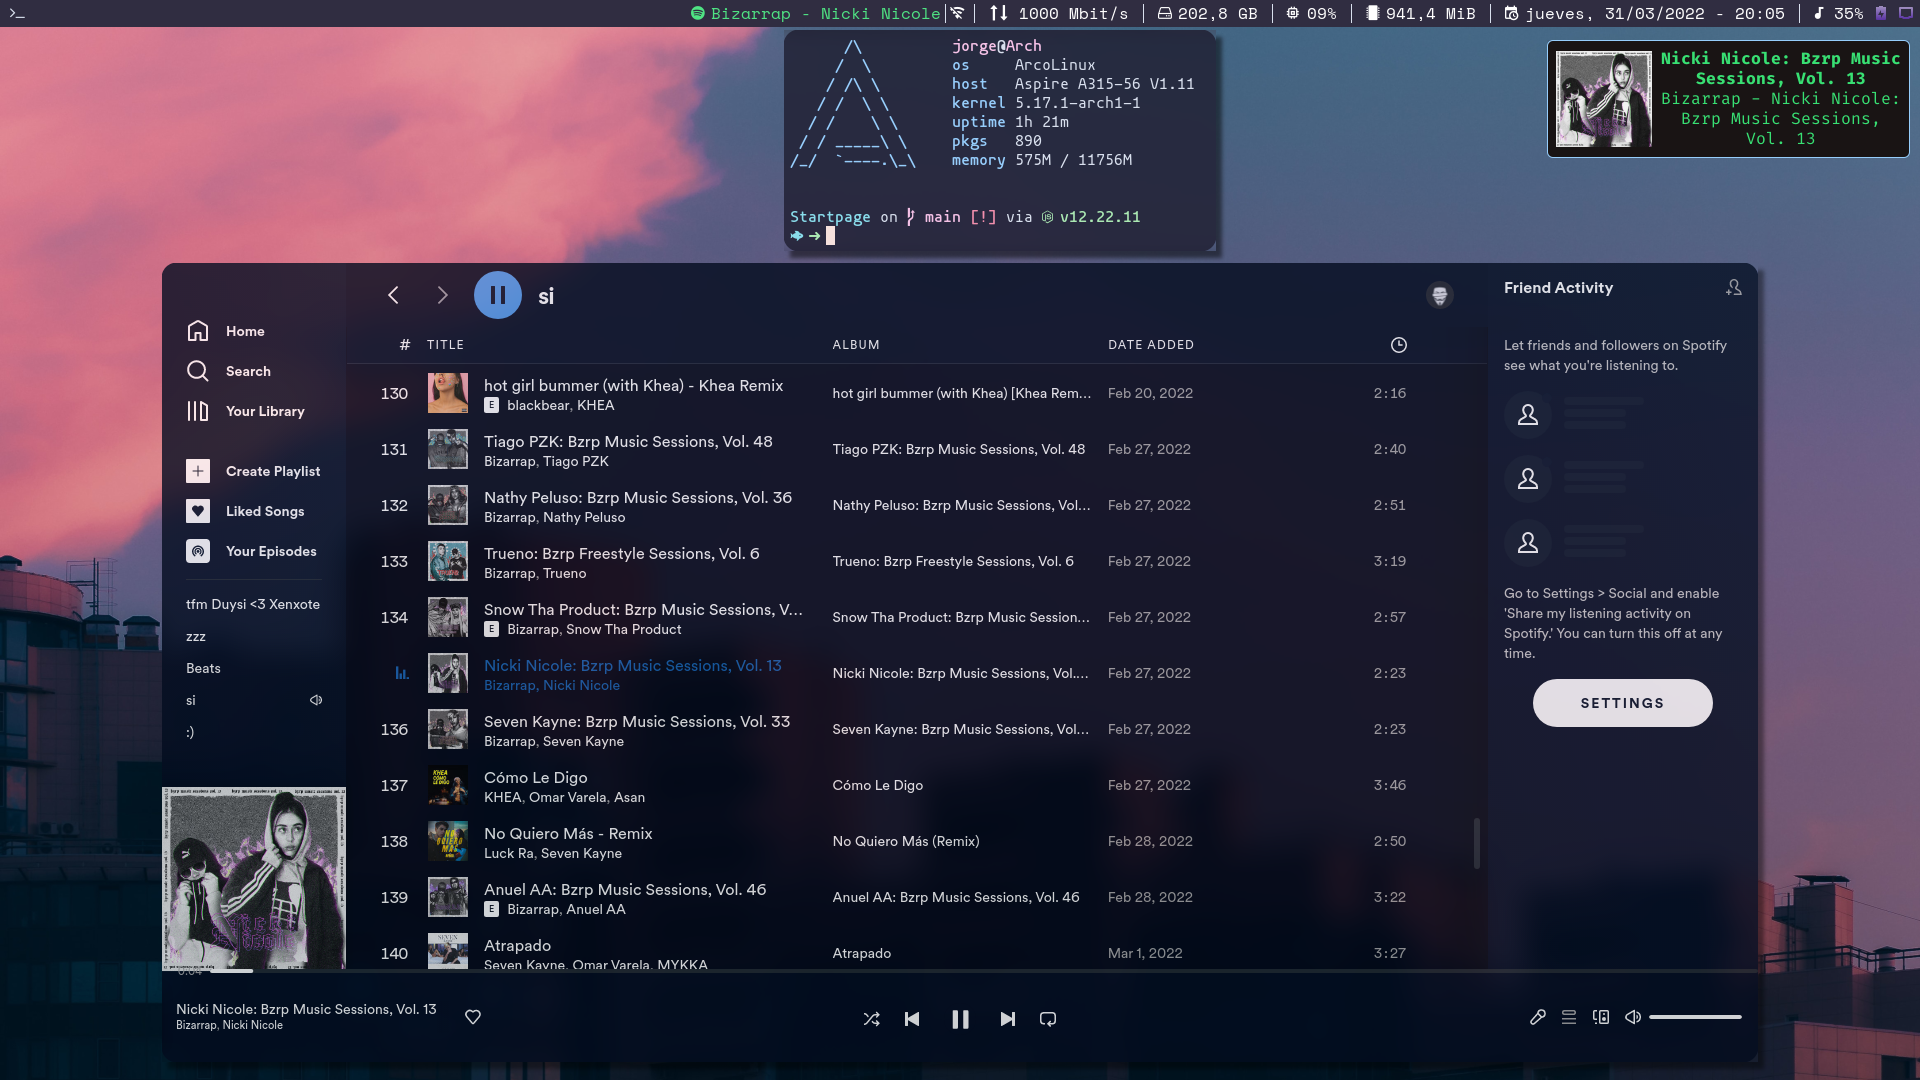 >_
Bizarrap - Nicki Nicole
1000 Mbit/s
202,8 GB
09%
941,4 MiB
jueves, 31/03/2022 - 20:05
35%
jorge@Arch
os ArcoLinux
host Aspire A315-56 V1.11
kernel 5.17.1-arch1-1
uptime 1h 21m
pkgs 890
memory 575M / 11756M
Startpage on main [!] via v12.22.11
Nicki Nicole: Bzrp Music
Sessions, Vol. 13
Bizarrap - Nicki Nicole:
Bzrp Music Sessions,
Vol. 13
Home
Search
Your Library
Create Playlist
Liked Songs
Your Episodes
tfm Duysi <3 Xenxote
zzz
Beats
si
:)
si
# TITLE ALBUM DATE ADDED
130 hot girl bummer (with Khea) - Khea Remix hot girl bummer (with Khea) [Khea Rem... Feb 20, 2022 2:16
E blackbear, KHEA
131 Tiago PZK: Bzrp Music Sessions, Vol. 48 Tiago PZK: Bzrp Music Sessions, Vol. 48 Feb 27, 2022 2:40
Bizarrap, Tiago PZK
132 Nathy Peluso: Bzrp Music Sessions, Vol. 36 Nathy Peluso: Bzrp Music Sessions, Vol... Feb 27, 2022 2:51
Bizarrap, Nathy Peluso
133 Trueno: Bzrp Freestyle Sessions, Vol. 6 Trueno: Bzrp Freestyle Sessions, Vol. 6 Feb 27, 2022 3:19
Bizarrap, Trueno
134 Snow Tha Product: Bzrp Music Sessions, V... Snow Tha Product: Bzrp Music Session... Feb 27, 2022 2:57
E Bizarrap, Snow Tha Product
Nicki Nicole: Bzrp Music Sessions, Vol. 13 Nicki Nicole: Bzrp Music Sessions, Vol.... Feb 27, 2022 2:23
Bizarrap, Nicki Nicole
136 Seven Kayne: Bzrp Music Sessions, Vol. 33 Seven Kayne: Bzrp Music Sessions, Vol... Feb 27, 2022 2:23
Bizarrap, Seven Kayne
137 Cómo Le Digo Cómo Le Digo Feb 27, 2022 3:46
KHEA, Omar Varela, Asan
138 No Quiero Más - Remix No Quiero Más (Remix) Feb 28, 2022 2:50
Luck Ra, Seven Kayne
139 Anuel AA: Bzrp Music Sessions, Vol. 46 Anuel AA: Bzrp Music Sessions, Vol. 46 Feb 28, 2022 3:22
E Bizarrap, Anuel AA
140 Atrapado Atrapado Mar 1, 2022 3:27
Seven Kayne, Omar Varela, MYKKA
Friend Activity
Let friends and followers on Spotify
see what you're listening to.
Go to Settings > Social and enable
'Share my listening activity on
Spotify.' You can turn this off at any
time.
SETTINGS
Nicki Nicole: Bzrp Music Sessions, Vol. 13
Bizarrap, Nicki Nicole